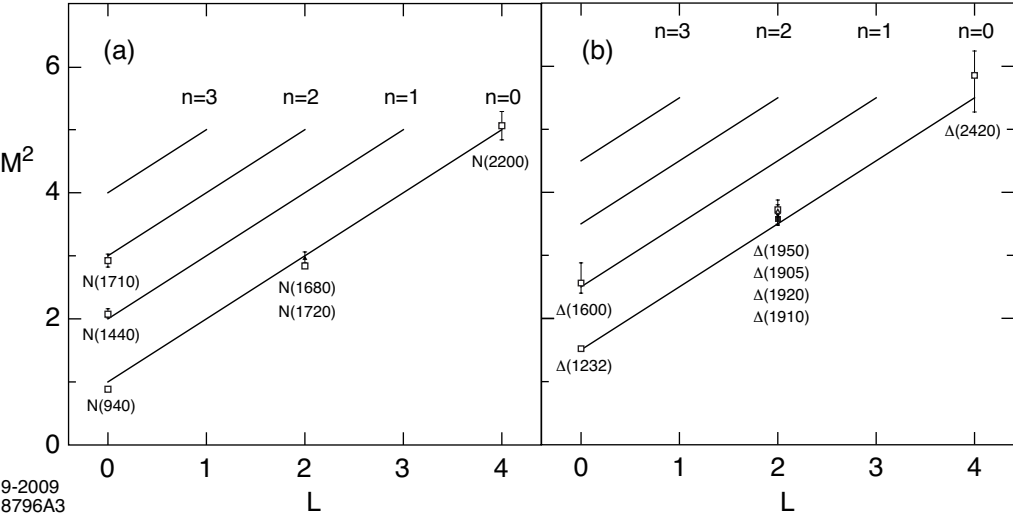 (a)
(b)
n=3 n=2 n=1 n=0
n=3 n=2 n=1 n=0
6
4
2
0
M²
N(2200)
N(1710)
N(1680)
N(1720)
N(1440)
N(940)
Δ(2420)
Δ(1950)
Δ(1905)
Δ(1920)
Δ(1910)
Δ(1600)
Δ(1232)
0 1 2 3 4
0 1 2 3 4
L
L
9-2009
8796A3